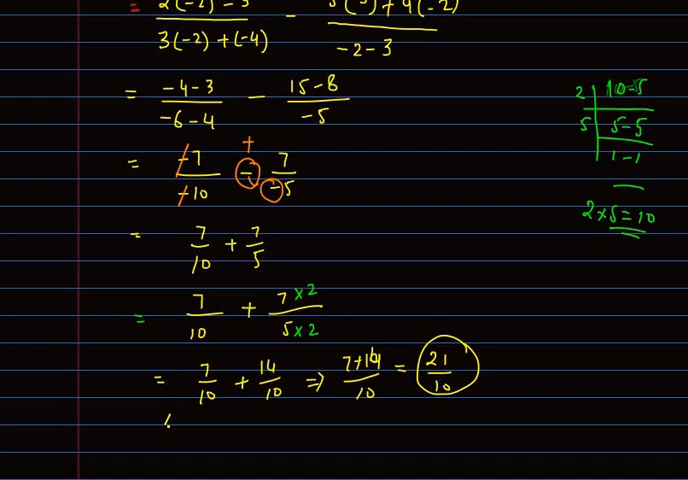 = 2(-2) - 3 / 3(-2) + (-4) - 3(-5) + 4(-2) / -2 - 3
= -4 - 3 / -6 - 4 - 15 - 8 / -5
= -7 / -10 - 7 / -5
+
= 7/10 + 7/5
= 7/10 + 7 × 2 / 5 × 2
= 7/10 + 14/10 ⇒ 7 + 14 / 10 = 21/10
2 | 10 - 5
5 | 5 - 5
| 1 - 1
2 × 5 = 10